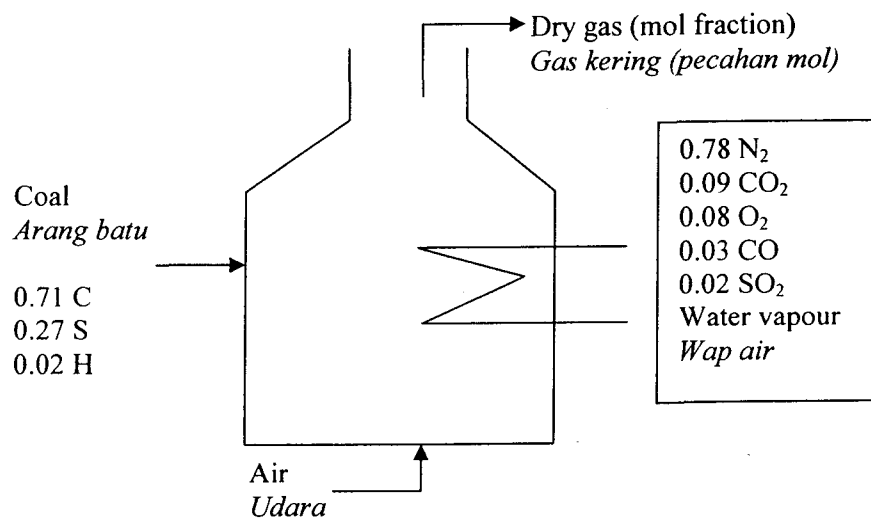 Dry gas (mol fraction)
Gas kering (pecahan mol)
Coal
Arang batu
0.71 C
0.27 S
0.02 H
0.78 N₂
0.09 CO₂
0.08 O₂
0.03 CO
0.02 SO₂
Water vapour
Wap air
Air
Udara